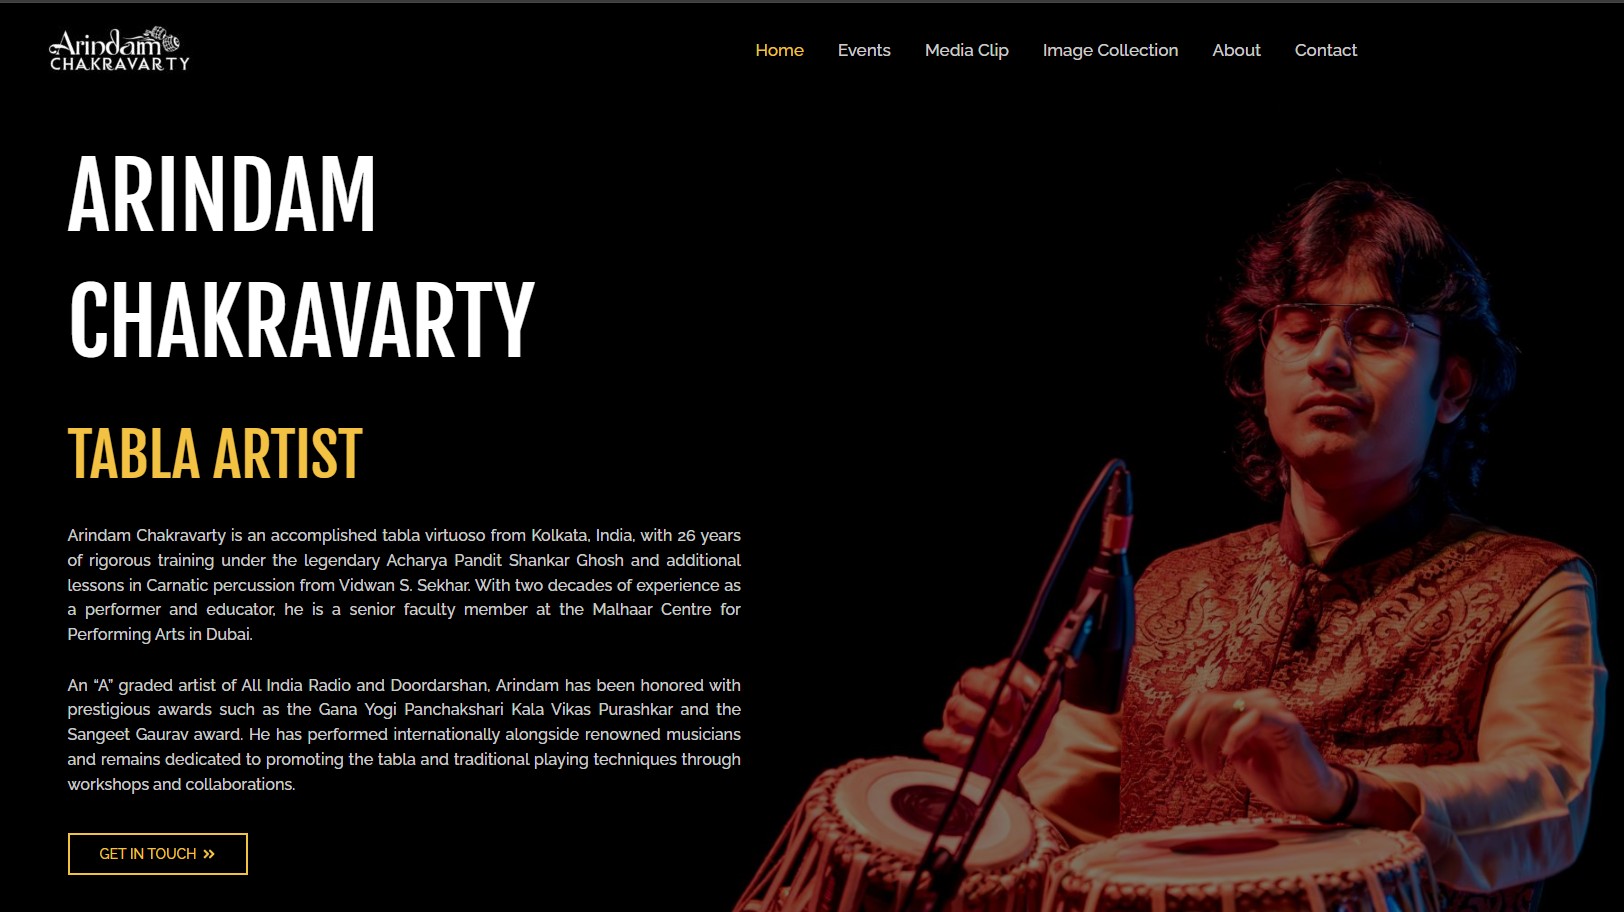 Arindam
CHAKRAVARTY
Home Events Media Clip Image Collection About Contact
ARINDAM
CHAKRAVARTY
TABLA ARTIST
Arindam Chakravarty is an accomplished tabla virtuoso from Kolkata, India, with 26 years
of rigorous training under the legendary Acharya Pandit Shankar Ghosh and additional
lessons in Carnatic percussion from Vidwan S. Sekhar. With two decades of experience as
a performer and educator, he is a senior faculty member at the Malhaar Centre for
Performing Arts in Dubai.
An “A” graded artist of All India Radio and Doordarshan, Arindam has been honored with
prestigious awards such as the Gana Yogi Panchakshari Kala Vikas Purashkar and the
Sangeet Gaurav award. He has performed internationally alongside renowned musicians
and remains dedicated to promoting the tabla and traditional playing techniques through
workshops and collaborations.
GET IN TOUCH »